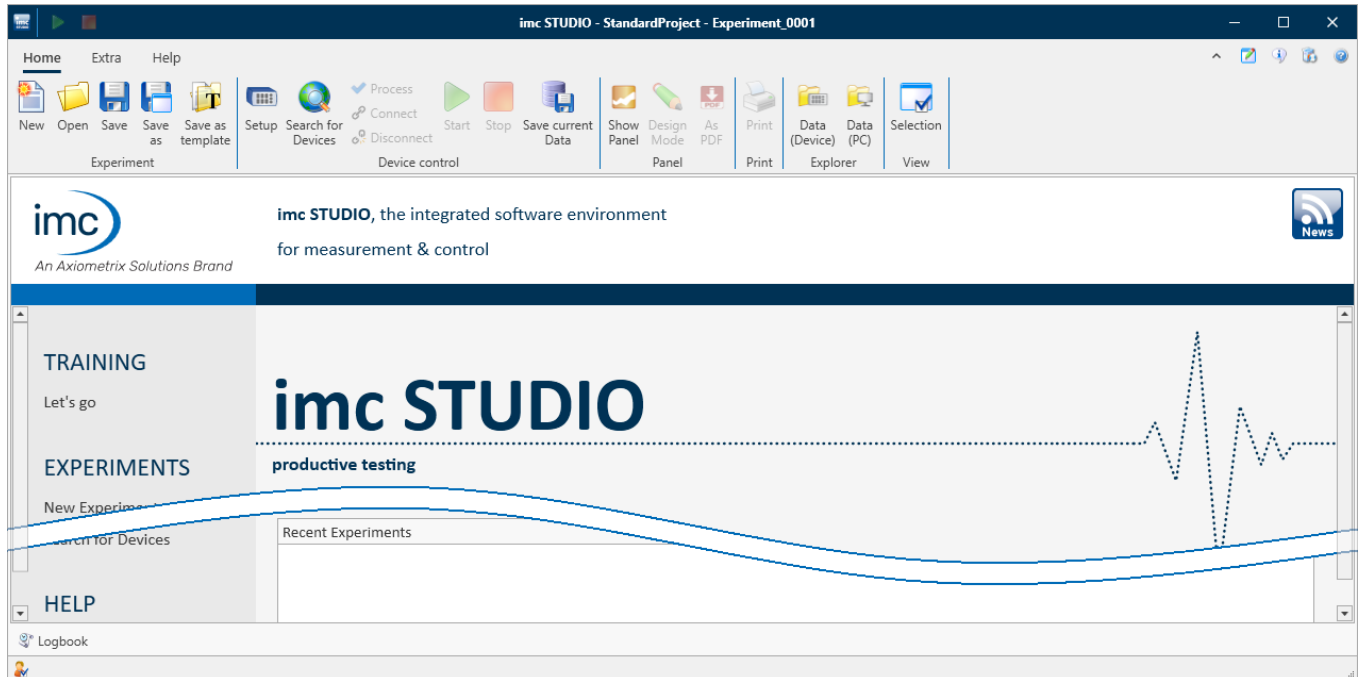 imc STUDIO - StandardProject - Experiment_0001
Home Extra Help
New Open Save Save as Save as template
Experiment
Setup Search for Devices Process Connect Disconnect Start Stop Save current Data
Device control
Show Panel Design Mode As PDF
Panel
Print
Print
Data (Device) Data (PC)
Explorer
Selection
View
imc
An Axiometrix Solutions Brand
imc STUDIO, the integrated software environment
for measurement & control
News
TRAINING
Let's go
EXPERIMENTS
New Experiment
Search for Devices
HELP
imc STUDIO
productive testing
Recent Experiments
Logbook